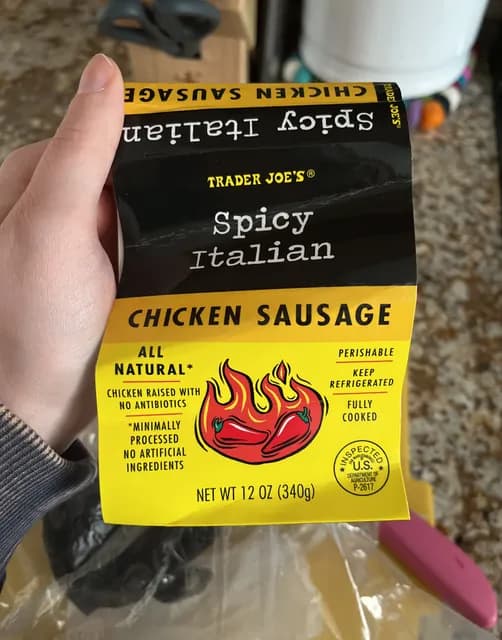 CHICKEN SAUSAGE
Spicy Italian
TRADER JOE'S®
Spicy
Italian
CHICKEN SAUSAGE
ALL
NATURAL*
CHICKEN RAISED WITH
NO ANTIBIOTICS
*MINIMALLY
PROCESSED
NO ARTIFICIAL
INGREDIENTS
PERISHABLE
KEEP
REFRIGERATED
FULLY
COOKED
INSPECTED
U.S.
DEPARTMENT OF
AGRICULTURE
P-2617
NET WT 12 OZ (340g)